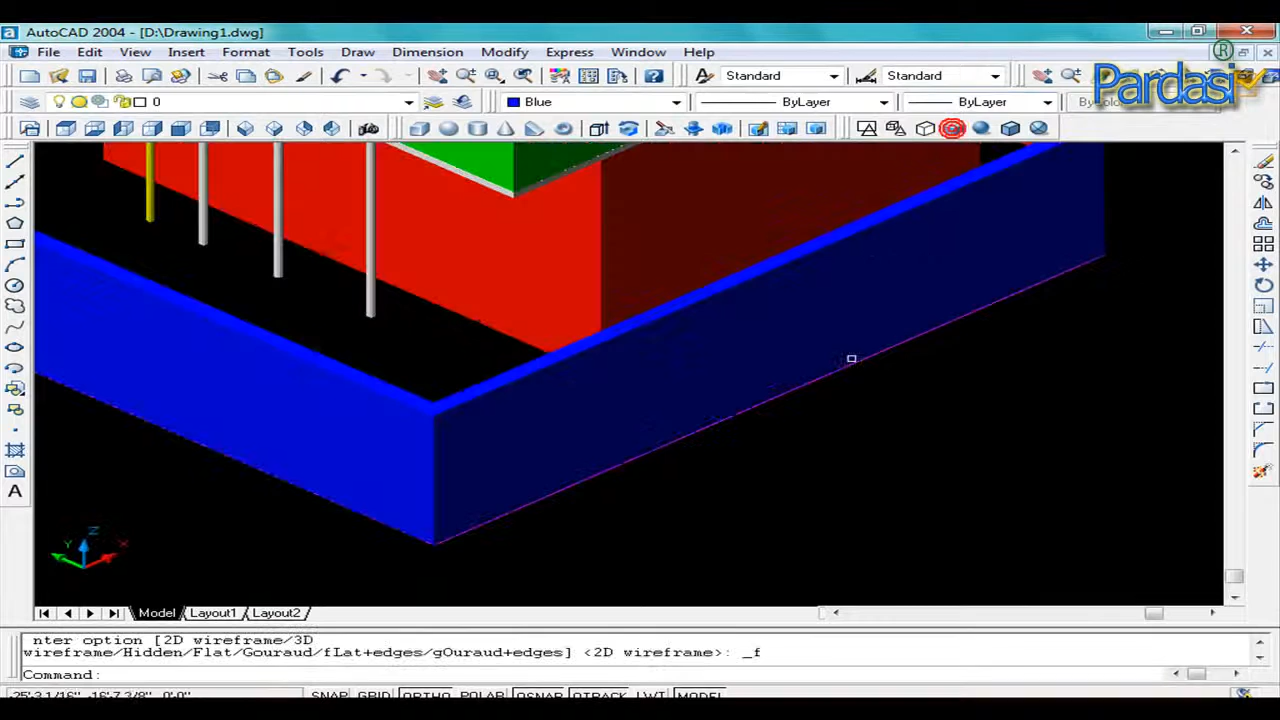 AutoCAD 2004 - [D:\Drawing1.dwg]
File Edit View Insert Format Tools Draw Dimension Modify Express Window Help
®
Pardasi
Standard Standard
0 Blue ByLayer ByLayer
A
Z
Y X
Model Layout1 Layout2
nter option [2D wireframe/3D
wireframe/Hidden/Flat/Gouraud/fLat+edges/gOuraud+edges] <2D wireframe>: _f
Command:
SNAP GRID ORTHO POLAR OSNAP OTRACK LWT MODEL